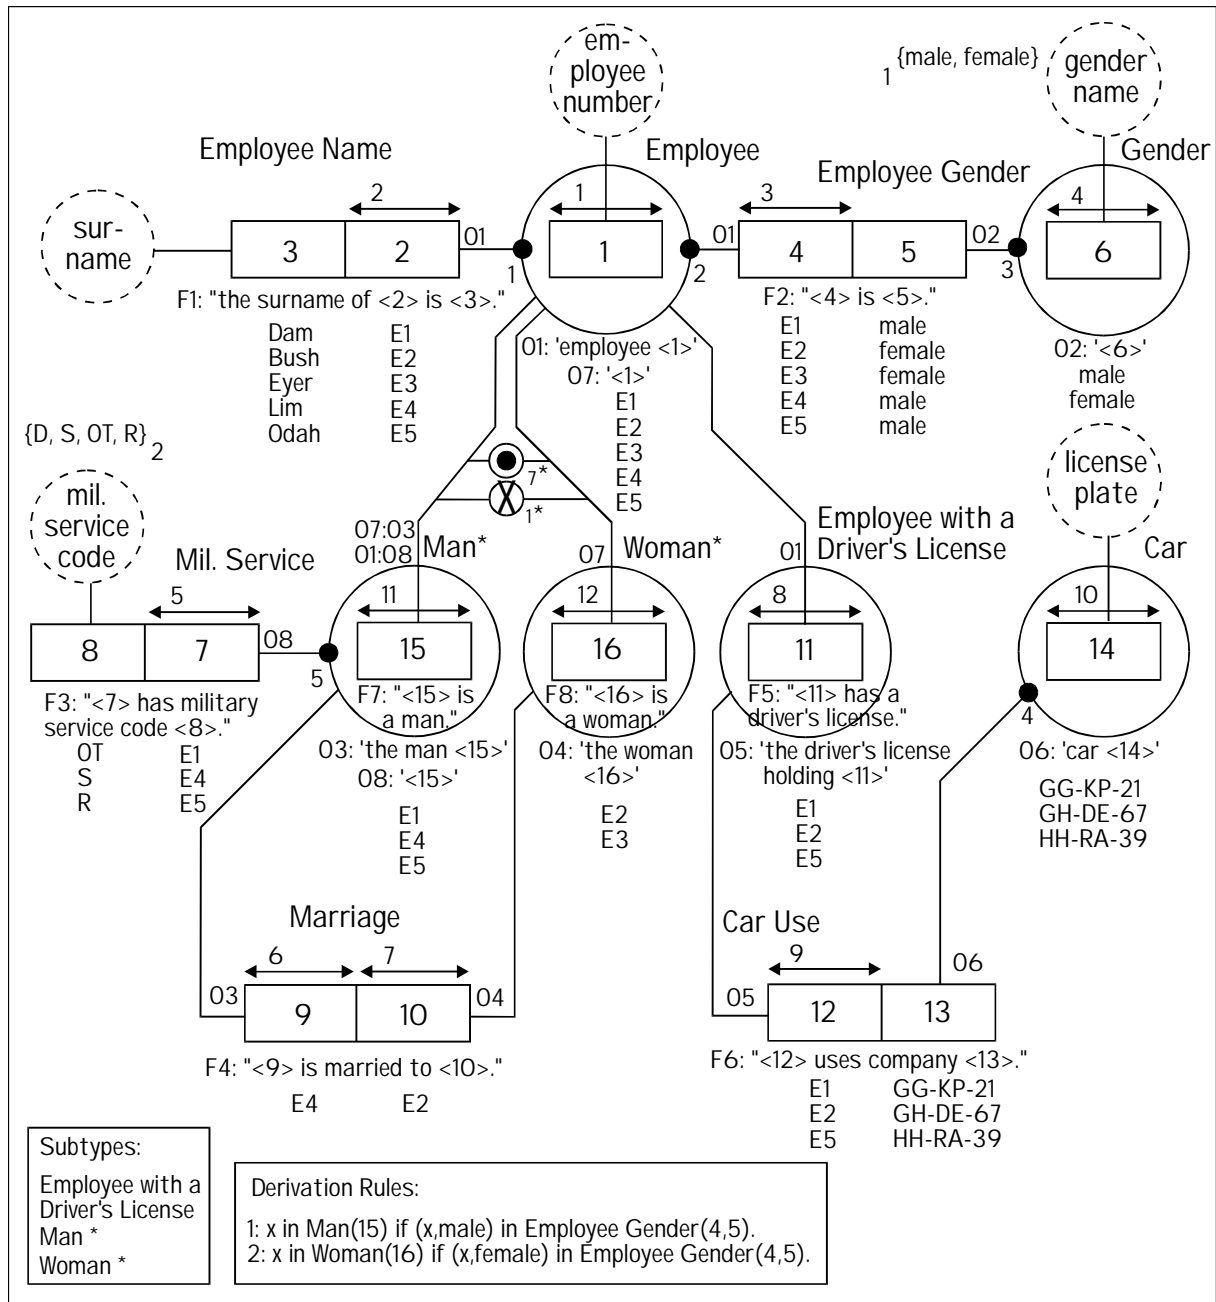 em-
ployee
number
{male, female}
1
gender
name
Employee Name
Employee
Employee Gender
Gender
sur-
name
2
1
3
4
3
2
O1
1
1
2
O1
4
5
O2
3
6
F1: "the surname of <2> is <3>."
F2: "<4> is <5>."
Dam E1
Bush E2
Eyer E3
Lim E4
Odah E5
O1: 'employee <1>'
O7: '<1>'
E1
E2
E3
E4
E5
E1 male
E2 female
E3 female
E4 male
E5 male
O2: '<6>'
male
female
{D, S, OT, R}
2
mil.
service
code
7*
X
1*
license
plate
Mil. Service
O7:O3
O1:O8
Man*
O7
Woman*
O1
Employee with a
Driver's License
Car
5
11
12
8
10
8
7
O8
5
15
16
11
14
4
F3: "<7> has military
service code <8>."
OT E1
S E4
R E5
F7: "<15> is
a man."
O3: 'the man <15>'
O8: '<15>'
E1
E4
E5
F8: "<16> is
a woman."
O4: 'the woman
<16>'
E2
E3
F5: "<11> has a
driver's license."
O5: 'the driver's license
holding <11>'
E1
E2
E5
O6: 'car <14>'
GG-KP-21
GH-DE-67
HH-RA-39
Marriage
Car Use
6
7
9
O6
O3
9
10
O4
O5
12
13
F4: "<9> is married to <10>."
E4 E2
F6: "<12> uses company <13>."
E1 GG-KP-21
E2 GH-DE-67
E5 HH-RA-39
Subtypes:
Employee with a
Driver's License
Man *
Woman *
Derivation Rules:
1: x in Man(15) if (x,male) in Employee Gender(4,5).
2: x in Woman(16) if (x,female) in Employee Gender(4,5).